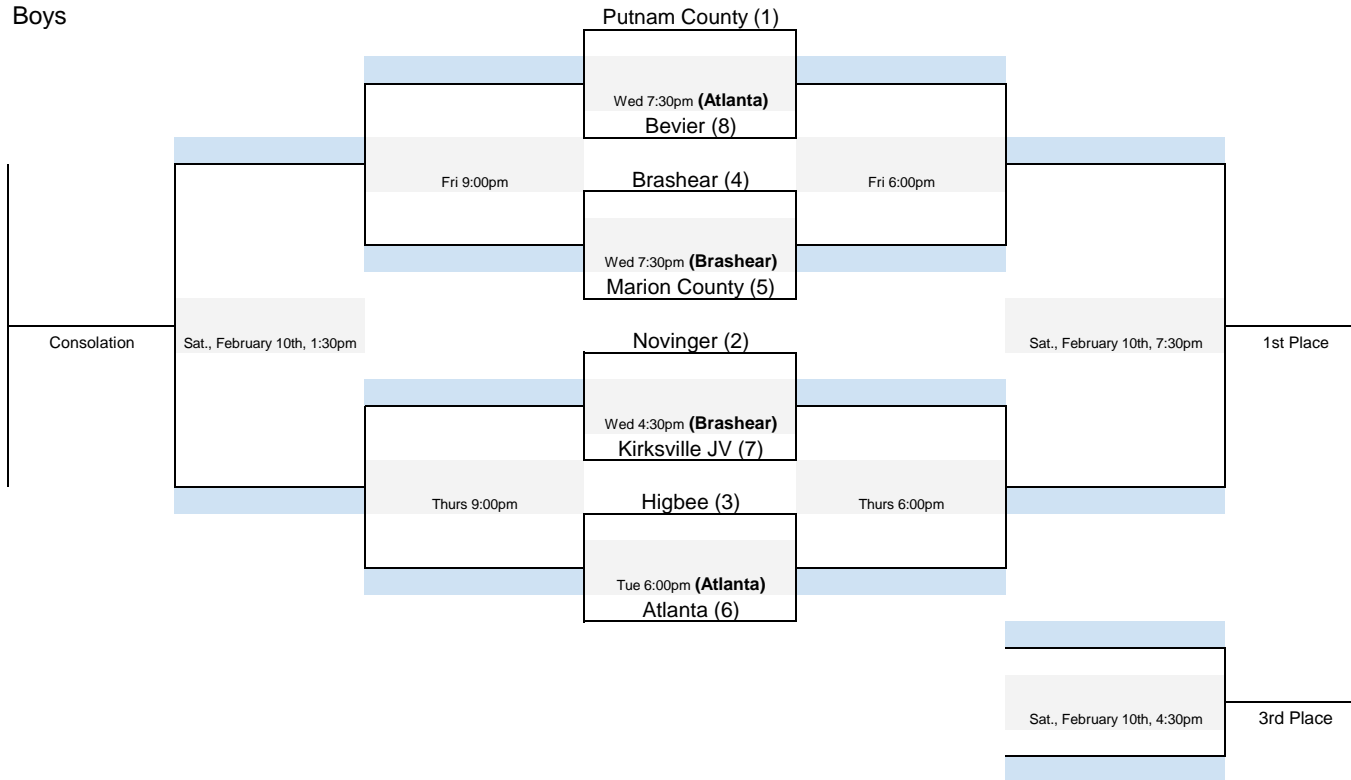 Boys
Putnam County (1)
Wed 7:30pm (Atlanta)
Bevier (8)
Fri 9:00pm
Brashear (4)
Fri 6:00pm
Wed 7:30pm (Brashear)
Marion County (5)
Consolation
Sat., February 10th, 1:30pm
Novinger (2)
Sat., February 10th, 7:30pm
1st Place
Wed 4:30pm (Brashear)
Kirksville JV (7)
Thurs 9:00pm
Higbee (3)
Thurs 6:00pm
Tue 6:00pm (Atlanta)
Atlanta (6)
Sat., February 10th, 4:30pm
3rd Place